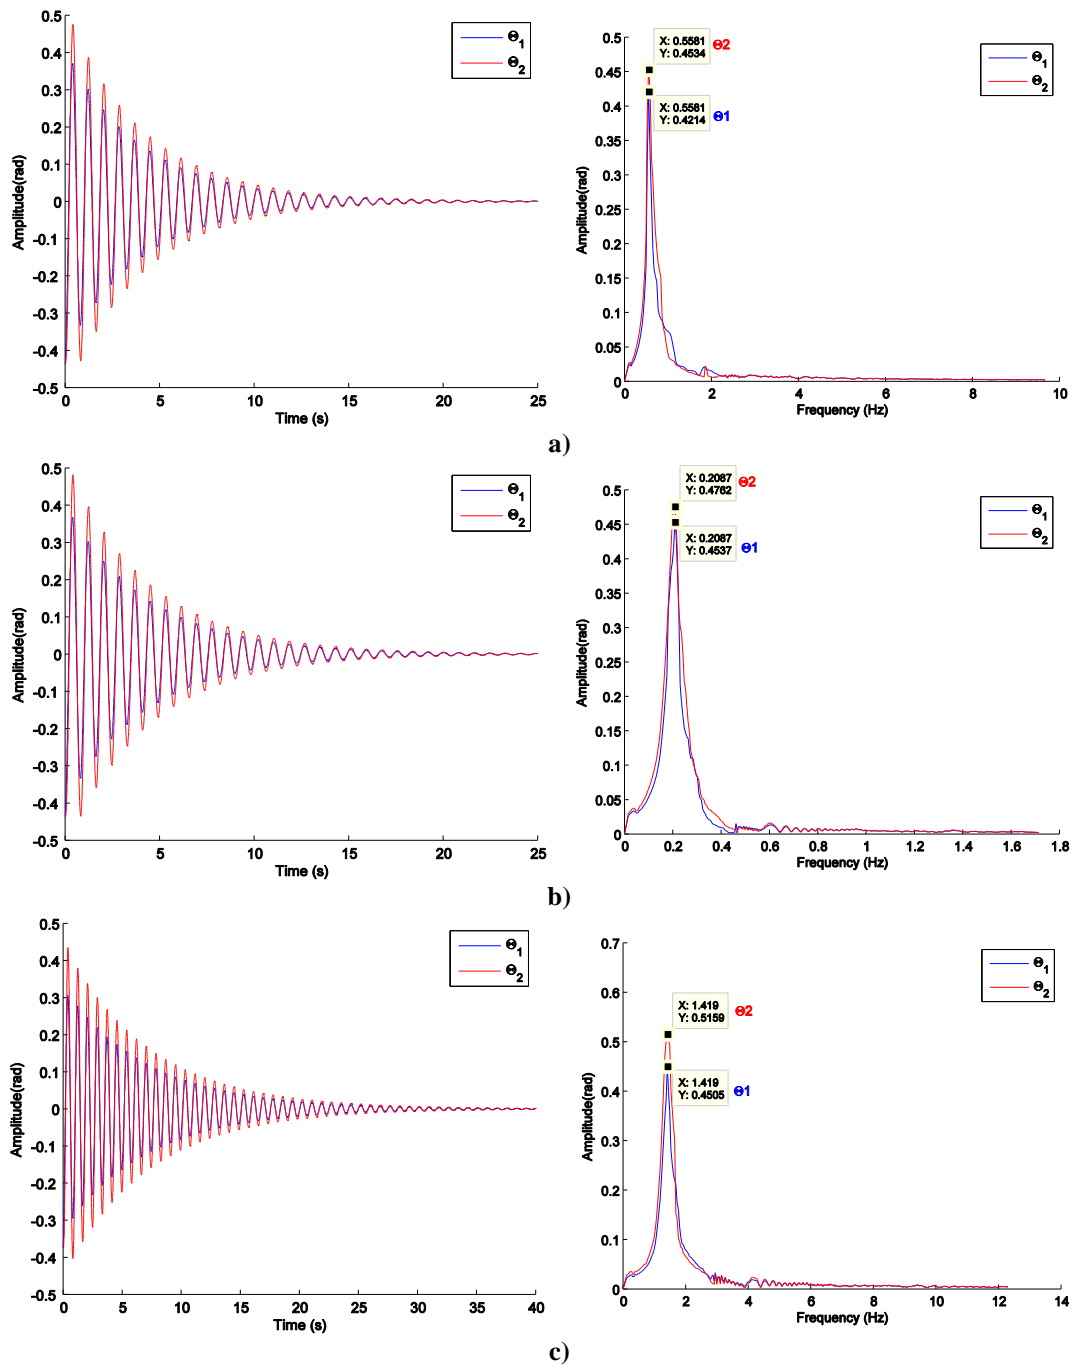 0.5
0.4
0.3
0.2
0.1
0
-0.1
-0.2
-0.3
-0.4
-0.5
Amplitude(rad)
0 5 10 15 20 25
Time (s)
Θ1
Θ2
0.5
0.45
0.4
0.35
0.3
0.25
0.2
0.15
0.1
0.05
0
Amplitude(rad)
0 2 4 6 8 10
Frequency (Hz)
X: 0.5581
Y: 0.4534
Θ2
X: 0.5581
Y: 0.4214
Θ1
Θ1
Θ2
a)
0.5
0.4
0.3
0.2
0.1
0
-0.1
-0.2
-0.3
-0.4
-0.5
Amplitude(rad)
0 5 10 15 20 25
Time (s)
Θ1
Θ2
0.5
0.45
0.4
0.35
0.3
0.25
0.2
0.15
0.1
0.05
0
Amplitude(rad)
0 0.2 0.4 0.6 0.8 1 1.2 1.4 1.6 1.8
Frequency (Hz)
X: 0.2087
Y: 0.4762
Θ2
X: 0.2087
Y: 0.4537
Θ1
Θ1
Θ2
b)
0.5
0.4
0.3
0.2
0.1
0
-0.1
-0.2
-0.3
-0.4
-0.5
Amplitude(rad)
0 5 10 15 20 25 30 35 40
Time (s)
Θ1
Θ2
0.7
0.6
0.5
0.4
0.3
0.2
0.1
0
Amplitude(rad)
0 2 4 6 8 10 12 14
Frequency (Hz)
X: 1.419
Y: 0.5159
Θ2
X: 1.419
Y: 0.4505
Θ1
Θ1
Θ2
c)